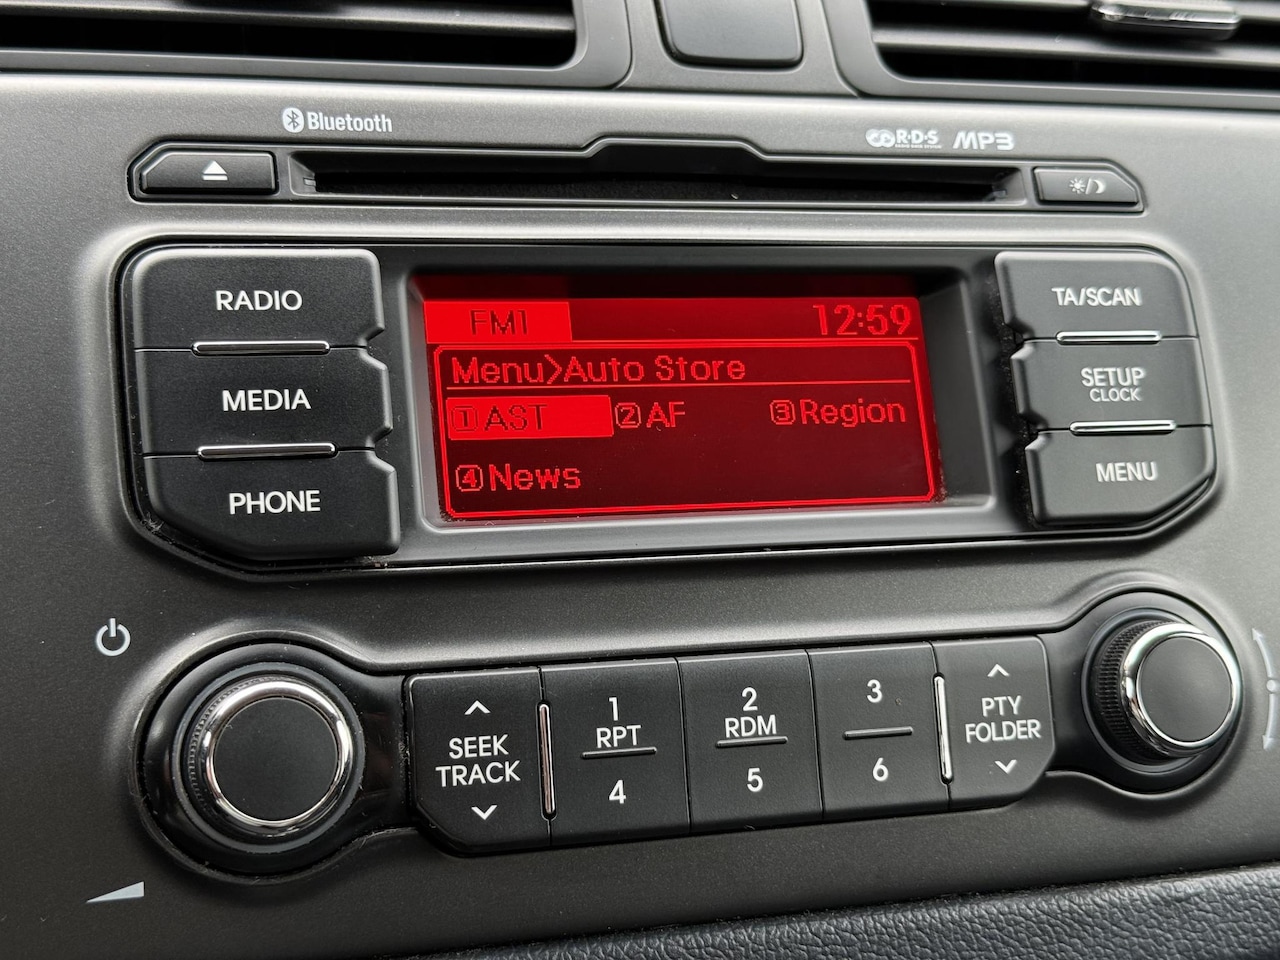 Bluetooth
R·D·S MP3
RADIO
MEDIA
PHONE
FM1 12:59
Menu>Auto Store
1 AST 2 AF 3 Region
4 News
TA/SCAN
SETUP
CLOCK
MENU
SEEK
TRACK
1
RPT
4
2
RDM
5
3
6
PTY
FOLDER